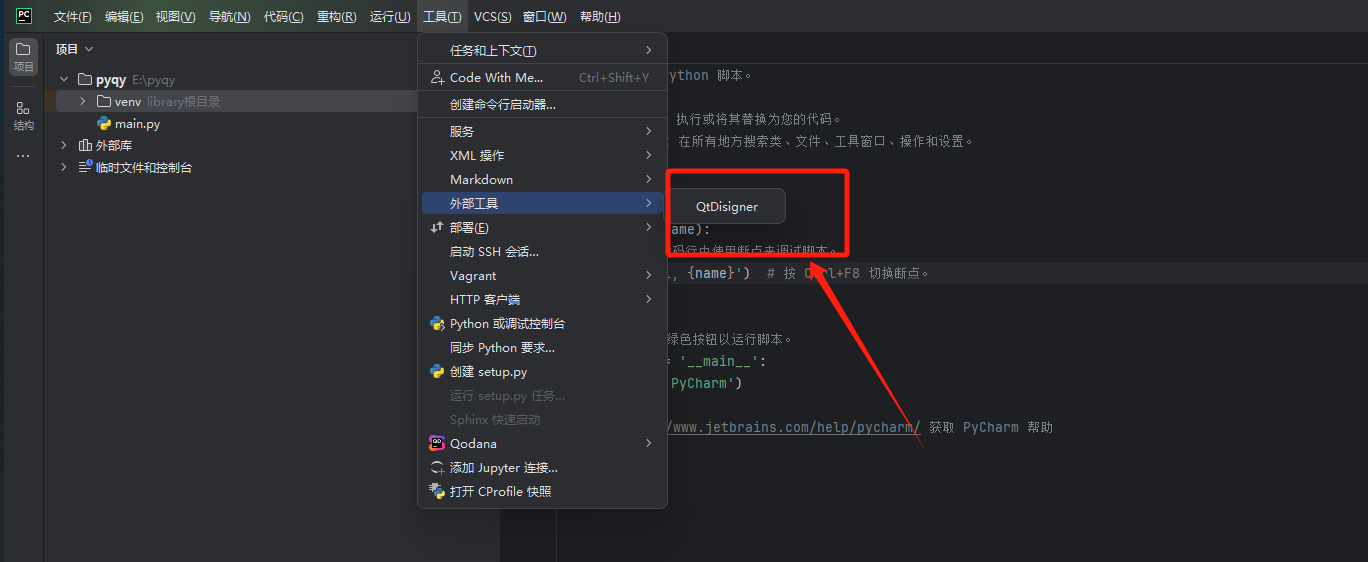 PC 文件(F) 编辑(E) 视图(V) 导航(N) 代码(C) 重构(R) 运行(U) 工具(T) VCS(S) 窗口(W) 帮助(H)
项目
项目
结构
pyqy E:\pyqy
venv library根目录
main.py
外部库
临时文件和控制台
任务和上下文(T)
Code With Me... Ctrl+Shift+Y
创建命令行启动器...
服务
XML 操作
Markdown
外部工具
部署(E)
启动 SSH 会话...
Vagrant
HTTP 客户端
Python 或调试控制台
同步 Python 要求...
创建 setup.py
运行 setup.py 任务...
Sphinx 快速启动
Qodana
添加 Jupyter 连接...
打开 CProfile 快照
QtDisigner
ython 脚本。
执行或将其替换为您的代码。
在所有地方搜索类、文件、工具窗口、操作和设置。
ame):
码行中使用断点来调试脚本。
, {name}') # 按 Ctrl+F8 切换断点。
绿色按钮以运行脚本。
= '__main__':
PyCharm')
/www.jetbrains.com/help/pycharm/ 获取 PyCharm 帮助